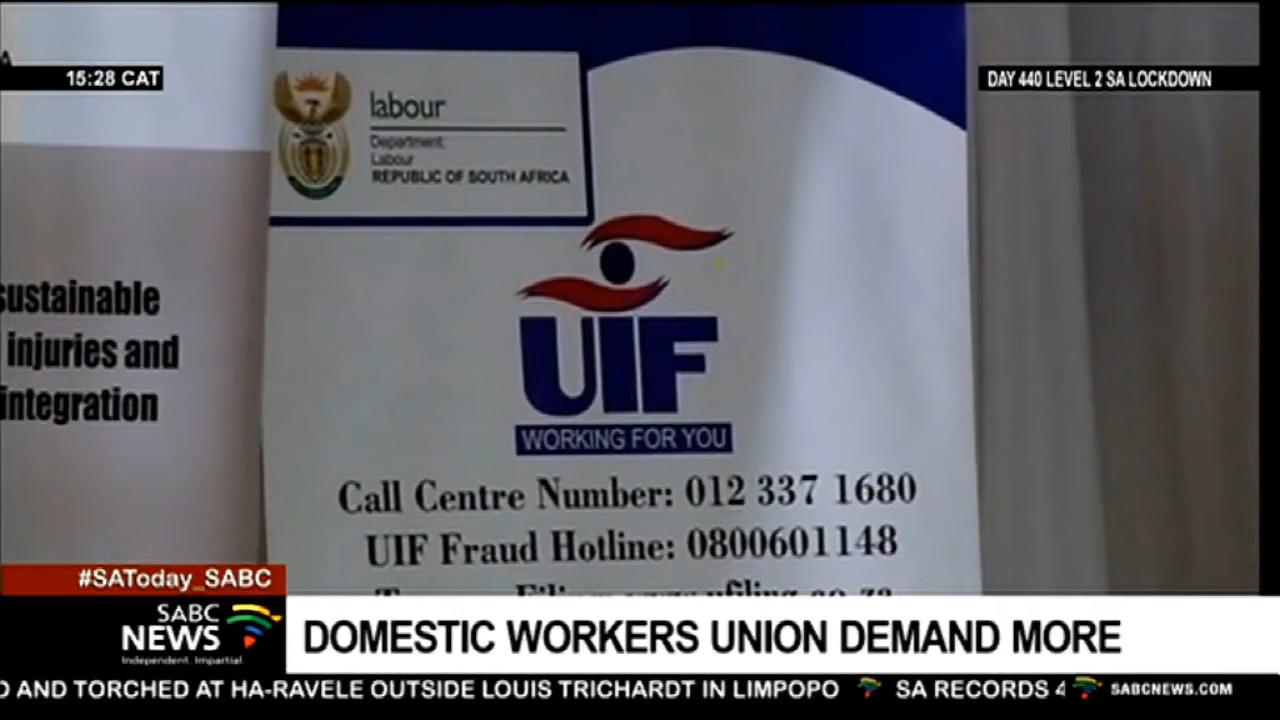 15:28 CAT
DAY 440 LEVEL 2 SA LOCKDOWN
labour
Department:
Labour
REPUBLIC OF SOUTH AFRICA
sustainable
injuries and
integration
UIF
WORKING FOR YOU
Call Centre Number: 012 337 1680
UIF Fraud Hotline: 0800601148
#SAToday_SABC
SABC
NEWS
Independent. Impartial.
DOMESTIC WORKERS UNION DEMAND MORE
AND TORCHED AT HA-RAVELE OUTSIDE LOUIS TRICHARDT IN LIMPOPO SA RECORDS 4 SABCNEWS.COM